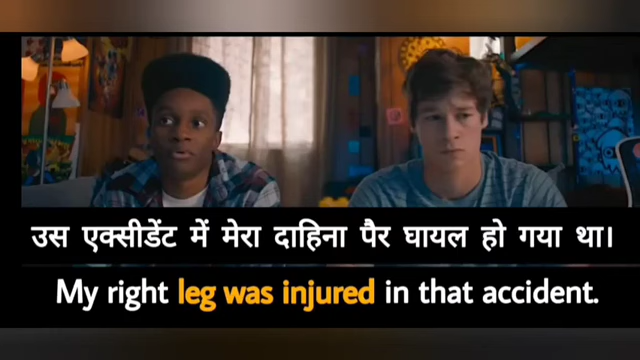 उस एक्सीडेंट में मेरा दाहिना पैर घायल हो गया था।
My right leg was injured in that accident.